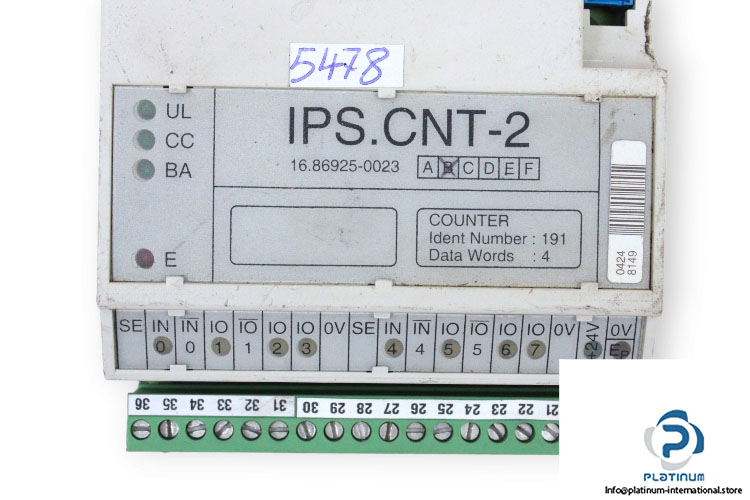 5478
UL
CC
BA
E
IPS.CNT-2
16.86925-0023 A B C D E F
COUNTER
Ident Number : 191
Data Words : 4
0424
8149
SE IN 0 IN 0 IO 1 IO 1 IO 2 IO 3 0V SE IN 4 IN 4 IO 5 IO 5 IO 6 IO 7 0V +24V 0V
36 35 34 33 32 31 30 29 28 27 26 25 24 23 22 21
PLATINUM
Info@platinum-international.store